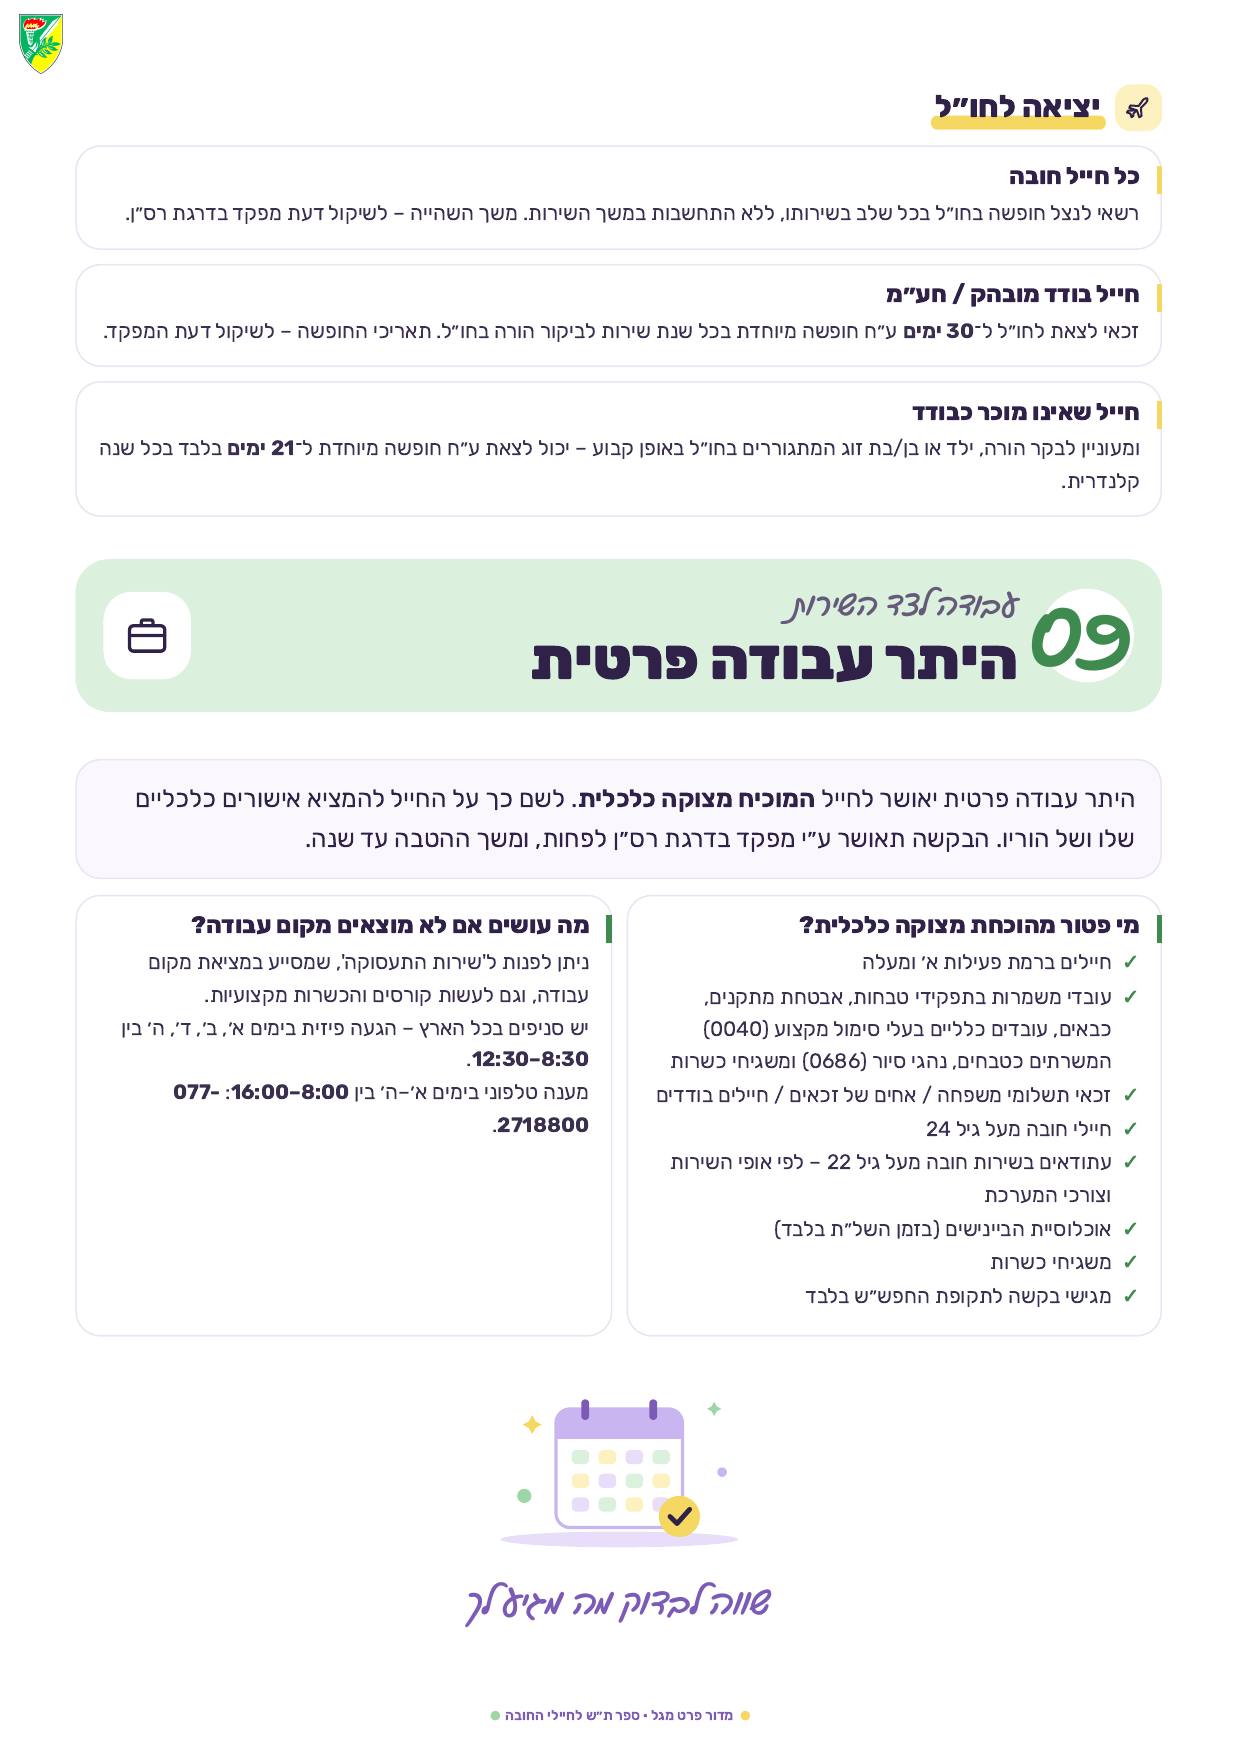 יציאה לחו״ל
כל חייל חובה
רשאי לנצל חופשה בחו״ל בכל שלב בשירותו, ללא התחשבות במשך השירות. משך השהייה – לשיקול דעת מפקד בדרגת רס״ן.
חייל בודד מובהק / חע״מ
זכאי לצאת לחו״ל ל־30 ימים ע״ח חופשה מיוחדת בכל שנת שירות לביקור הורה בחו״ל. תאריכי החופשה – לשיקול דעת המפקד.
חייל שאינו מוכר כבודד
ומעוניין לבקר הורה, ילד או בן/בת זוג המתגוררים בחו״ל באופן קבוע – יכול לצאת ע״ח חופשה מיוחדת ל־21 ימים בלבד בכל שנה
קלנדרית.
09
עבודה לצד השירות
היתר עבודה פרטית
היתר עבודה פרטית יאושר לחייל המוכיח מצוקה כלכלית. לשם כך על החייל להמציא אישורים כלכליים
שלו ושל הוריו. הבקשה תאושר ע״י מפקד בדרגת רס״ן לפחות, ומשך ההטבה עד שנה.
מי פטור מהוכחת מצוקה כלכלית?
✓ חיילים ברמת פעילות א׳ ומעלה
✓ עובדי משמרות בתפקידי טבחות, אבטחת מתקנים,
כבאים, עובדים כלליים בעלי סימול מקצוע (0040)
המשרתים כטבחים, נהגי סיור (0686) ומשגיחי כשרות
✓ זכאי תשלומי משפחה / אחים של זכאים / חיילים בודדים
✓ חיילי חובה מעל גיל 24
✓ עתודאים בשירות חובה מעל גיל 22 – לפי אופי השירות
וצורכי המערכת
✓ אוכלוסיית הביינישים (בזמן השל״ת בלבד)
✓ משגיחי כשרות
✓ מגישי בקשה לתקופת החפש״ש בלבד
מה עושים אם לא מוצאים מקום עבודה?
ניתן לפנות ל'שירות התעסוקה', שמסייע במציאת מקום
עבודה, וגם לעשות קורסים והכשרות מקצועיות.
יש סניפים בכל הארץ – הגעה פיזית בימים א׳, ב׳, ד׳, ה׳ בין
8:30–12:30.
מענה טלפוני בימים א׳–ה׳ בין 8:00–16:00: 077-
2718800.
שווה לבדוק מה מגיע לך
מדור פרט מגל • ספר ת״ש לחיילי החובה